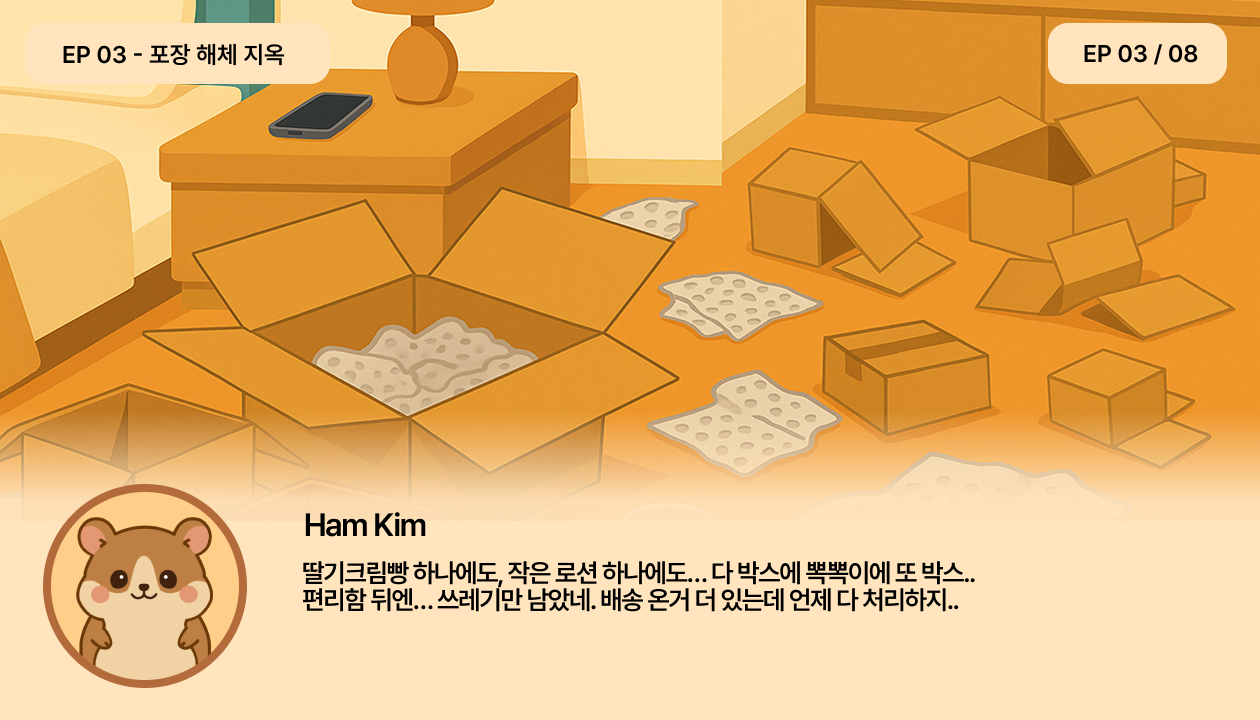 EP 03 - 포장 해체 지옥
EP 03 / 08
Ham Kim
딸기크림빵 하나에도, 작은 로션 하나에도... 다 박스에 뽁뽁이에 또 박스..
편리함 뒤엔... 쓰레기만 남았네. 배송 온거 더 있는데 언제 다 처리하지..